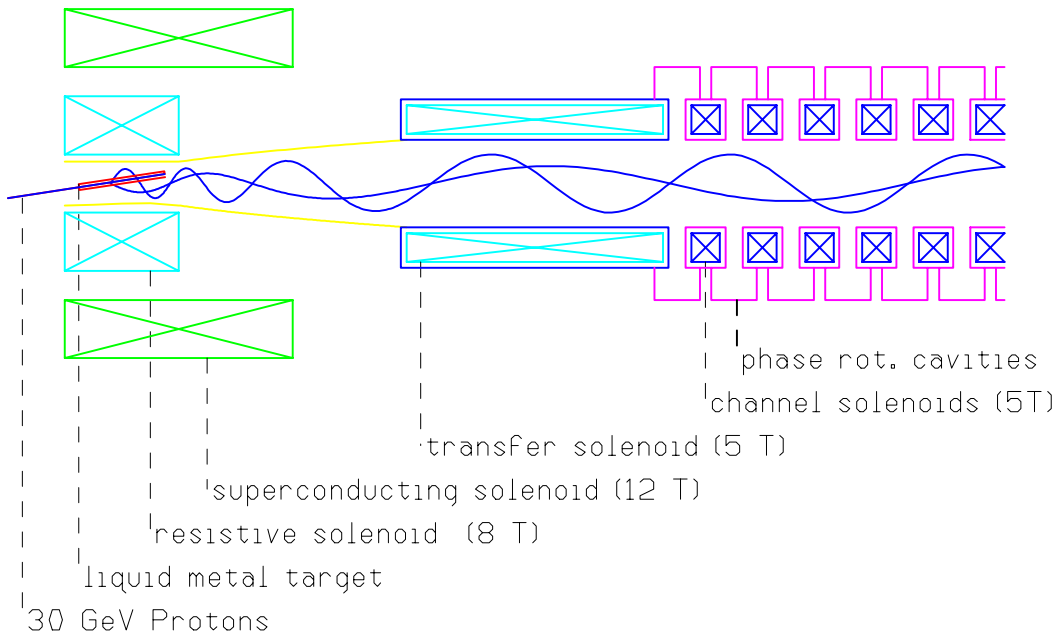 phase rot. cavities
channel solenoids (5T)
transfer solenoid (5 T)
superconducting solenoid (12 T)
resistive solenoid (8 T)
liquid metal target
30 GeV Protons